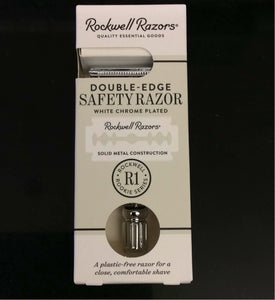 Rockwell Razors®
QUALITY ESSENTIAL GOODS
DOUBLE-EDGE
SAFETY RAZOR
WHITE CHROME PLATED
Rockwell Razors®
SOLID METAL CONSTRUCTION
ROCKWELL
R1
ROOKIE SERIES
A plastic-free razor for a
close, comfortable shave